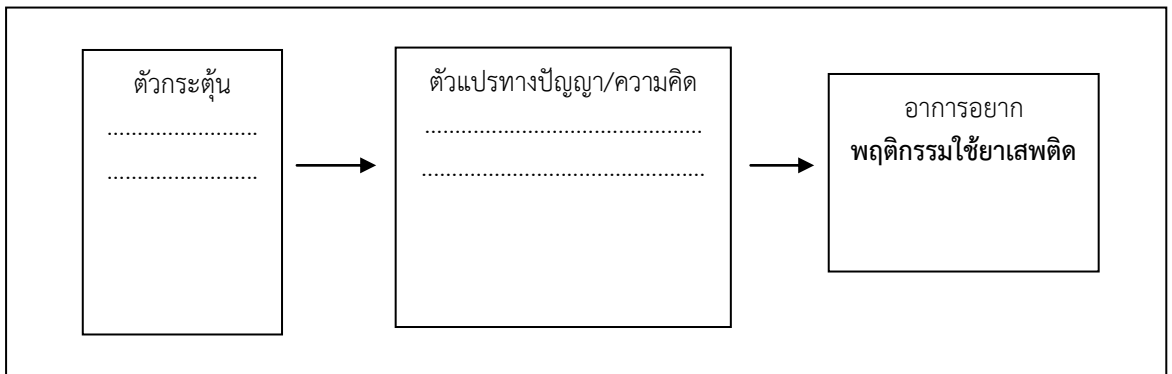 ตัวกระตุ้น
.........................
.........................
ตัวแปรทางปัญญา/ความคิด
..............................................
...............................................
อาการอยาก
พฤติกรรมใช้ยาเสพติด